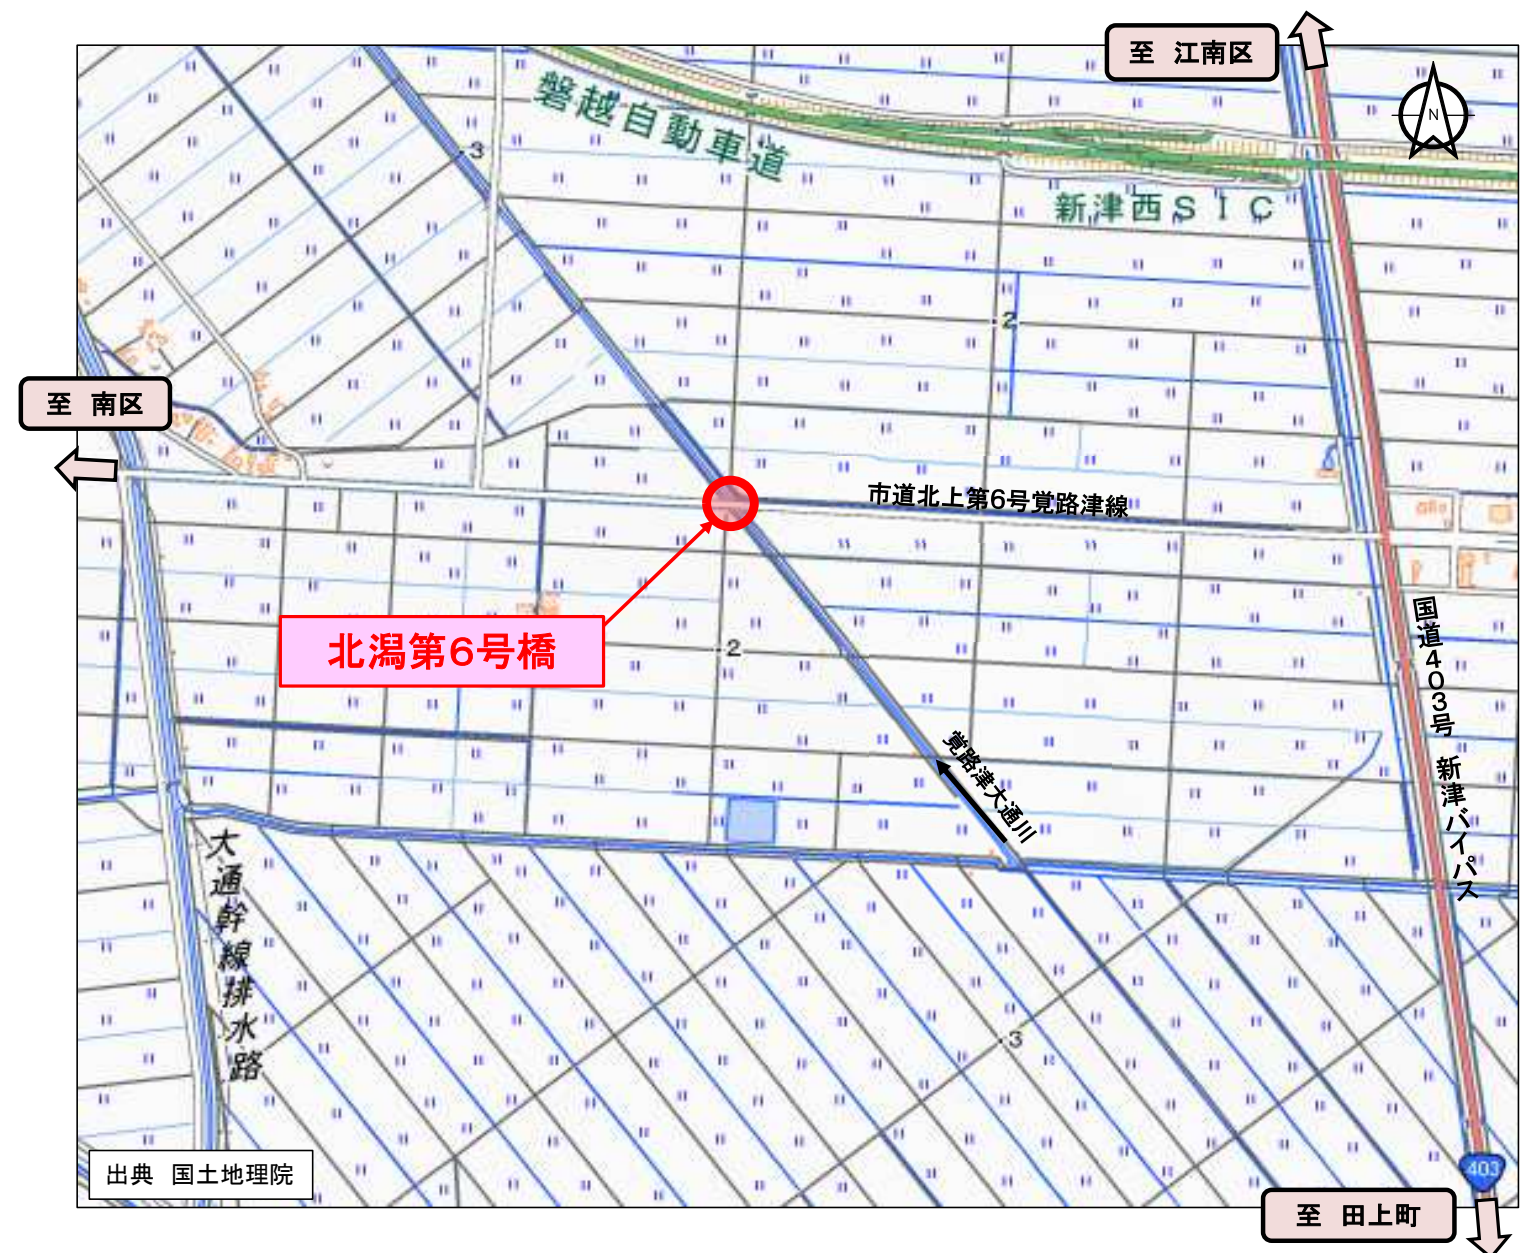 至 江南区
N
磐越自動車道
新津西SIC
3
2
至 南区
市道北上第6号覚路津線
北潟第6号橋
2
国道403号 新津バイパス
覚路津大通川
大通幹線排水路
3
出典 国土地理院
403
至 田上町